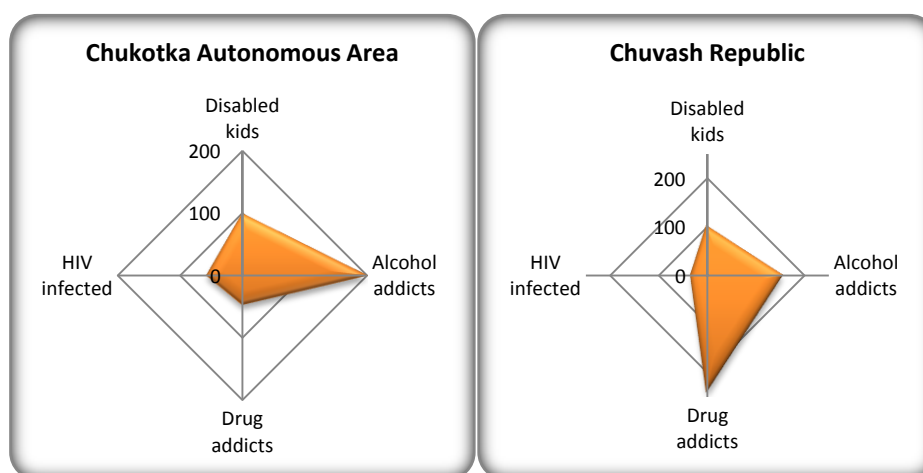 Chukotka Autonomous Area
Disabled
kids
200
100
0
HIV
infected
Alcohol
addicts
Drug
addicts
Chuvash Republic
Disabled
kids
200
100
0
HIV
infected
Alcohol
addicts
Drug
addicts